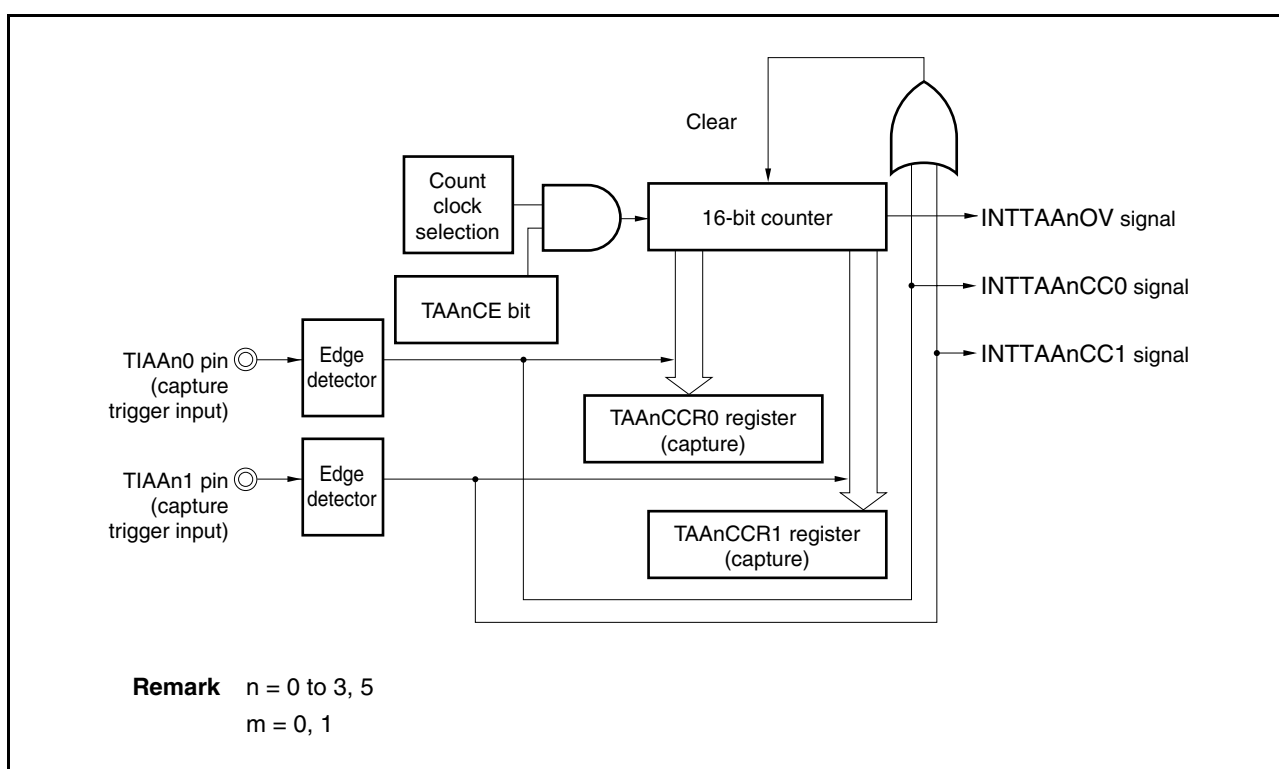 Clear
Count
clock
selection
16-bit counter
INTTAAnOV signal
TAAnCE bit
INTTAAnCC0 signal
INTTAAnCC1 signal
TIAAn0 pin
(capture
trigger input)
Edge
detector
TAAnCCR0 register
(capture)
TIAAn1 pin
(capture
trigger input)
Edge
detector
TAAnCCR1 register
(capture)
Remark n = 0 to 3, 5
m = 0, 1